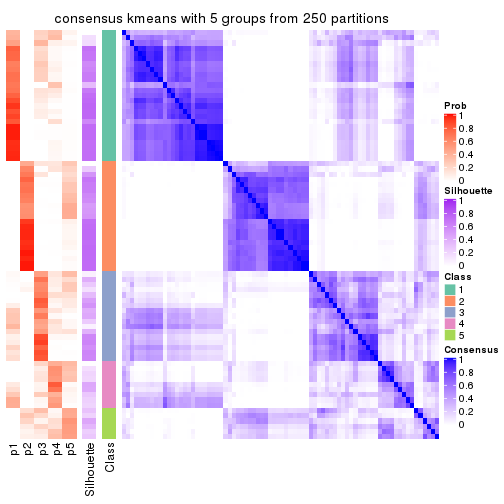 consensus kmeans with 5 groups from 250 partitions
Prob
1
0.8
0.6
0.4
0.2
0
Silhouette
1
0.8
0.6
0.4
0.2
0
Class
1
2
3
4
5
Consensus
1
0.8
0.6
0.4
0.2
0
p1
p2
p3
p4
p5
Silhouette
Class